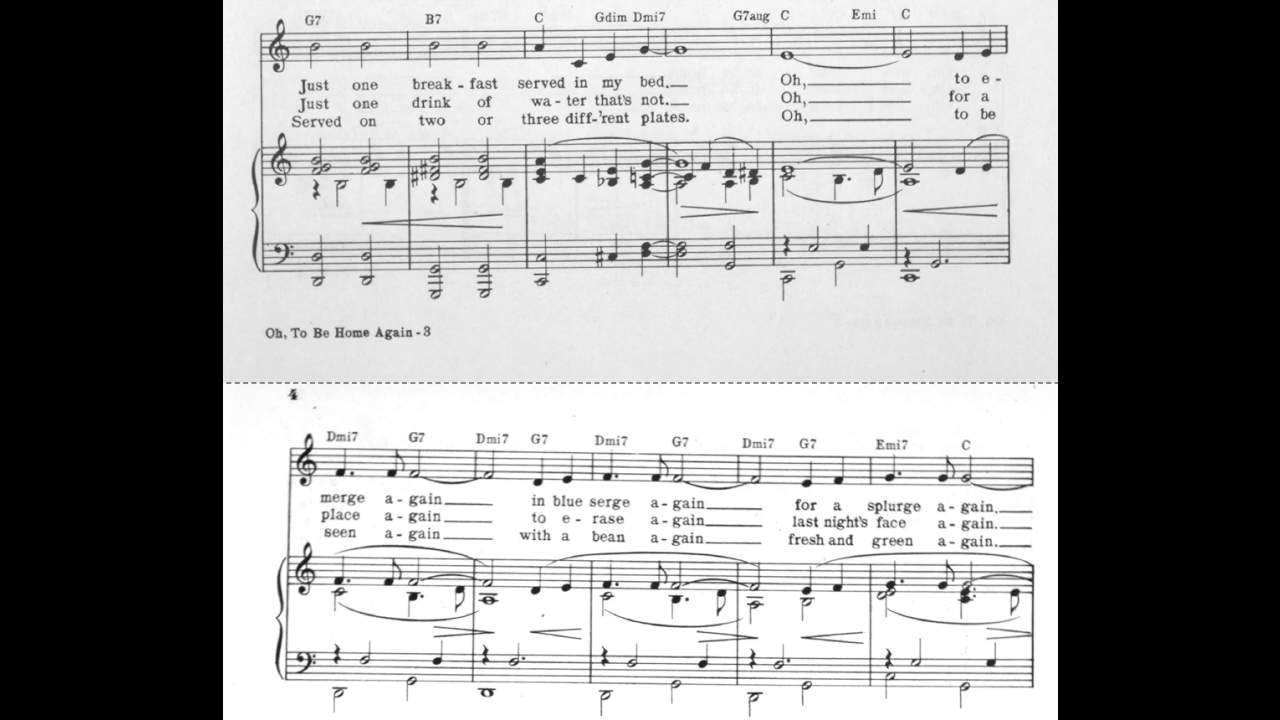 G7 B7 C Gdim Dmi7 G7aug C Emi C
Just one break - fast served in my bed. Oh, to e -
Just one drink of wa - ter that's not. Oh, for a
Served on two or three diff-'rent plates. Oh, to be
Oh, To Be Home Again - 3
4
Dmi7 G7 Dmi7 G7 Dmi7 G7 Dmi7 G7 Emi7 C
merge a - gain in blue serge a - gain for a splurge a - gain.
place a - gain to e - rase a - gain last night's face a - gain.
seen a - gain with a bean a - gain fresh and green a - gain.